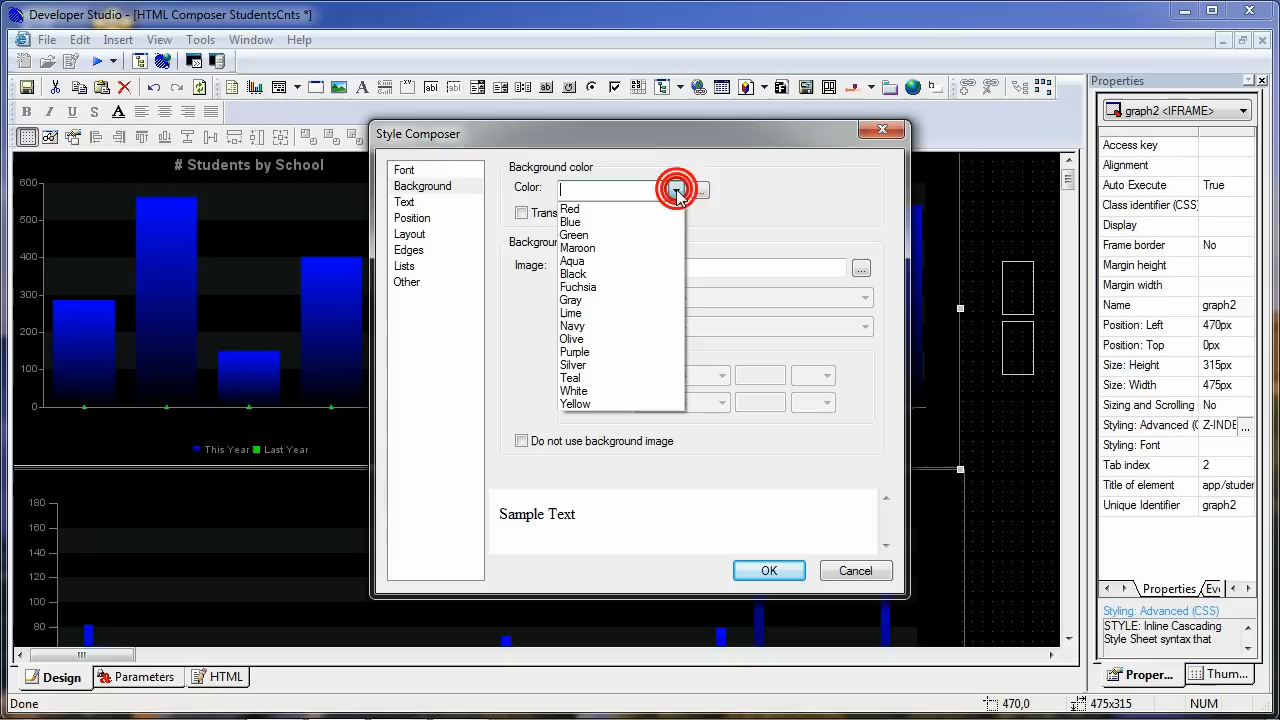 Developer Studio - [HTML Composer StudentsCnts *]
File Edit Insert View Tools Window Help
B I U S A
# Students by School
600
500
400
300
200
100
0
This Year Last Year
180
160
140
120
100
80
Style Composer
Font
Background
Text
Position
Layout
Edges
Lists
Other
Background color
Color:
...
Red
Blue
Green
Maroon
Aqua
Black
Fuchsia
Gray
Lime
Navy
Olive
Purple
Silver
Teal
White
Yellow
Image:
...
Do not use background image
Sample Text
OK Cancel
Properties
graph2 <IFRAME>
Access key
Alignment
Auto Execute True
Class identifier (CSS)
Display
Frame border No
Margin height
Margin width
Name graph2
Position: Left 470px
Position: Top 0px
Size: Height 315px
Size: Width 475px
Sizing and Scrolling No
Styling: Advanced (C Z-INDE ...
Styling: Font
Tab index 2
Title of element app/studen
Unique Identifier graph2
Properties Eve
Styling: Advanced (CSS)
STYLE: Inline Cascading
Style Sheet syntax that
Proper... Thum...
Design Parameters HTML
Done 470,0 475x315 NUM